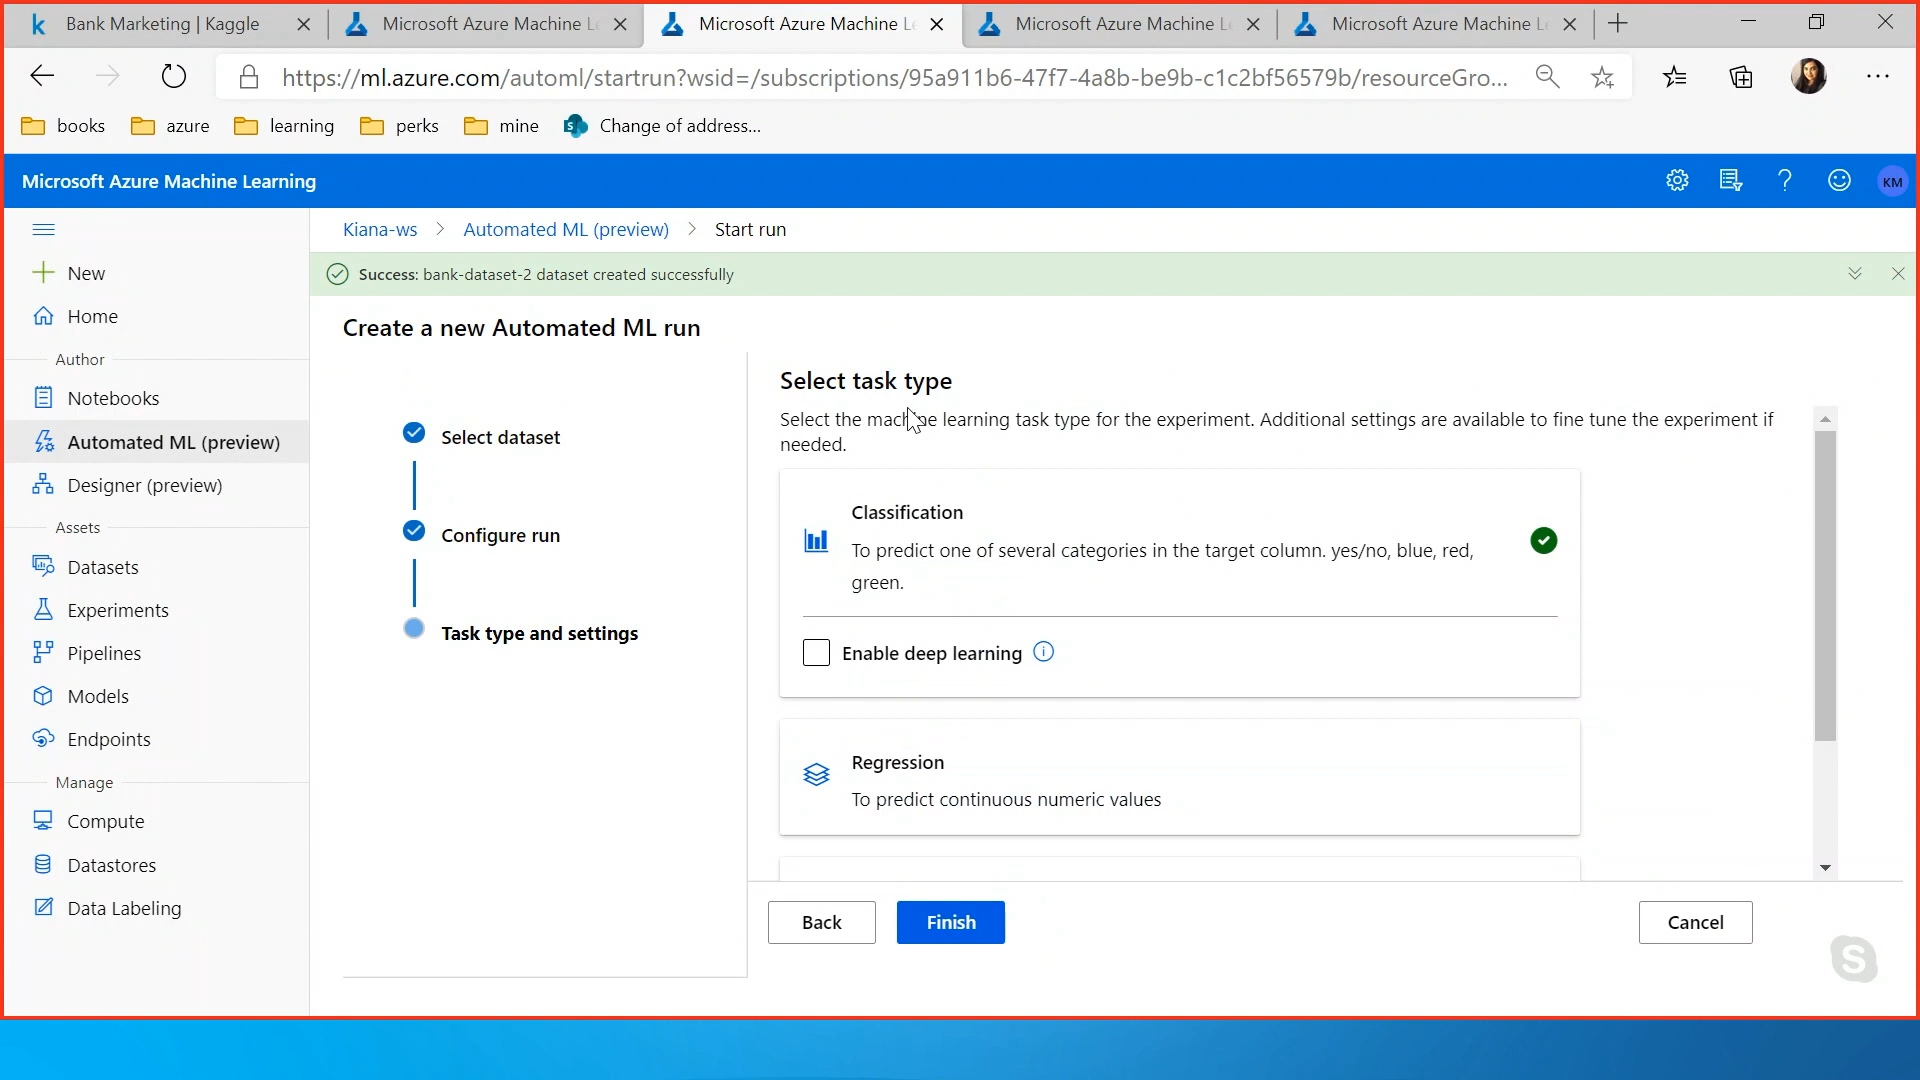 Bank Marketing | Kaggle
Microsoft Azure Machine L
Microsoft Azure Machine Le
Microsoft Azure Machine L
Microsoft Azure Machine Le
https://ml.azure.com/automl/startrun?wsid=/subscriptions/95a911b6-47f7-4a8b-be9b-c1c2bf56579b/resourceGro...
books
azure
learning
perks
mine
Change of address...
Microsoft Azure Machine Learning
KM
Kiana-ws > Automated ML (preview) > Start run
New
Success: bank-dataset-2 dataset created successfully
Home
Create a new Automated ML run
Author
Notebooks
Automated ML (preview)
Designer (preview)
Assets
Datasets
Experiments
Pipelines
Models
Endpoints
Manage
Compute
Datastores
Data Labeling
Select dataset
Configure run
Task type and settings
Select task type
Select the machine learning task type for the experiment. Additional settings are available to fine tune the experiment if
needed.
Classification
To predict one of several categories in the target column. yes/no, blue, red,
green.
Enable deep learning
Regression
To predict continuous numeric values
Back
Finish
Cancel